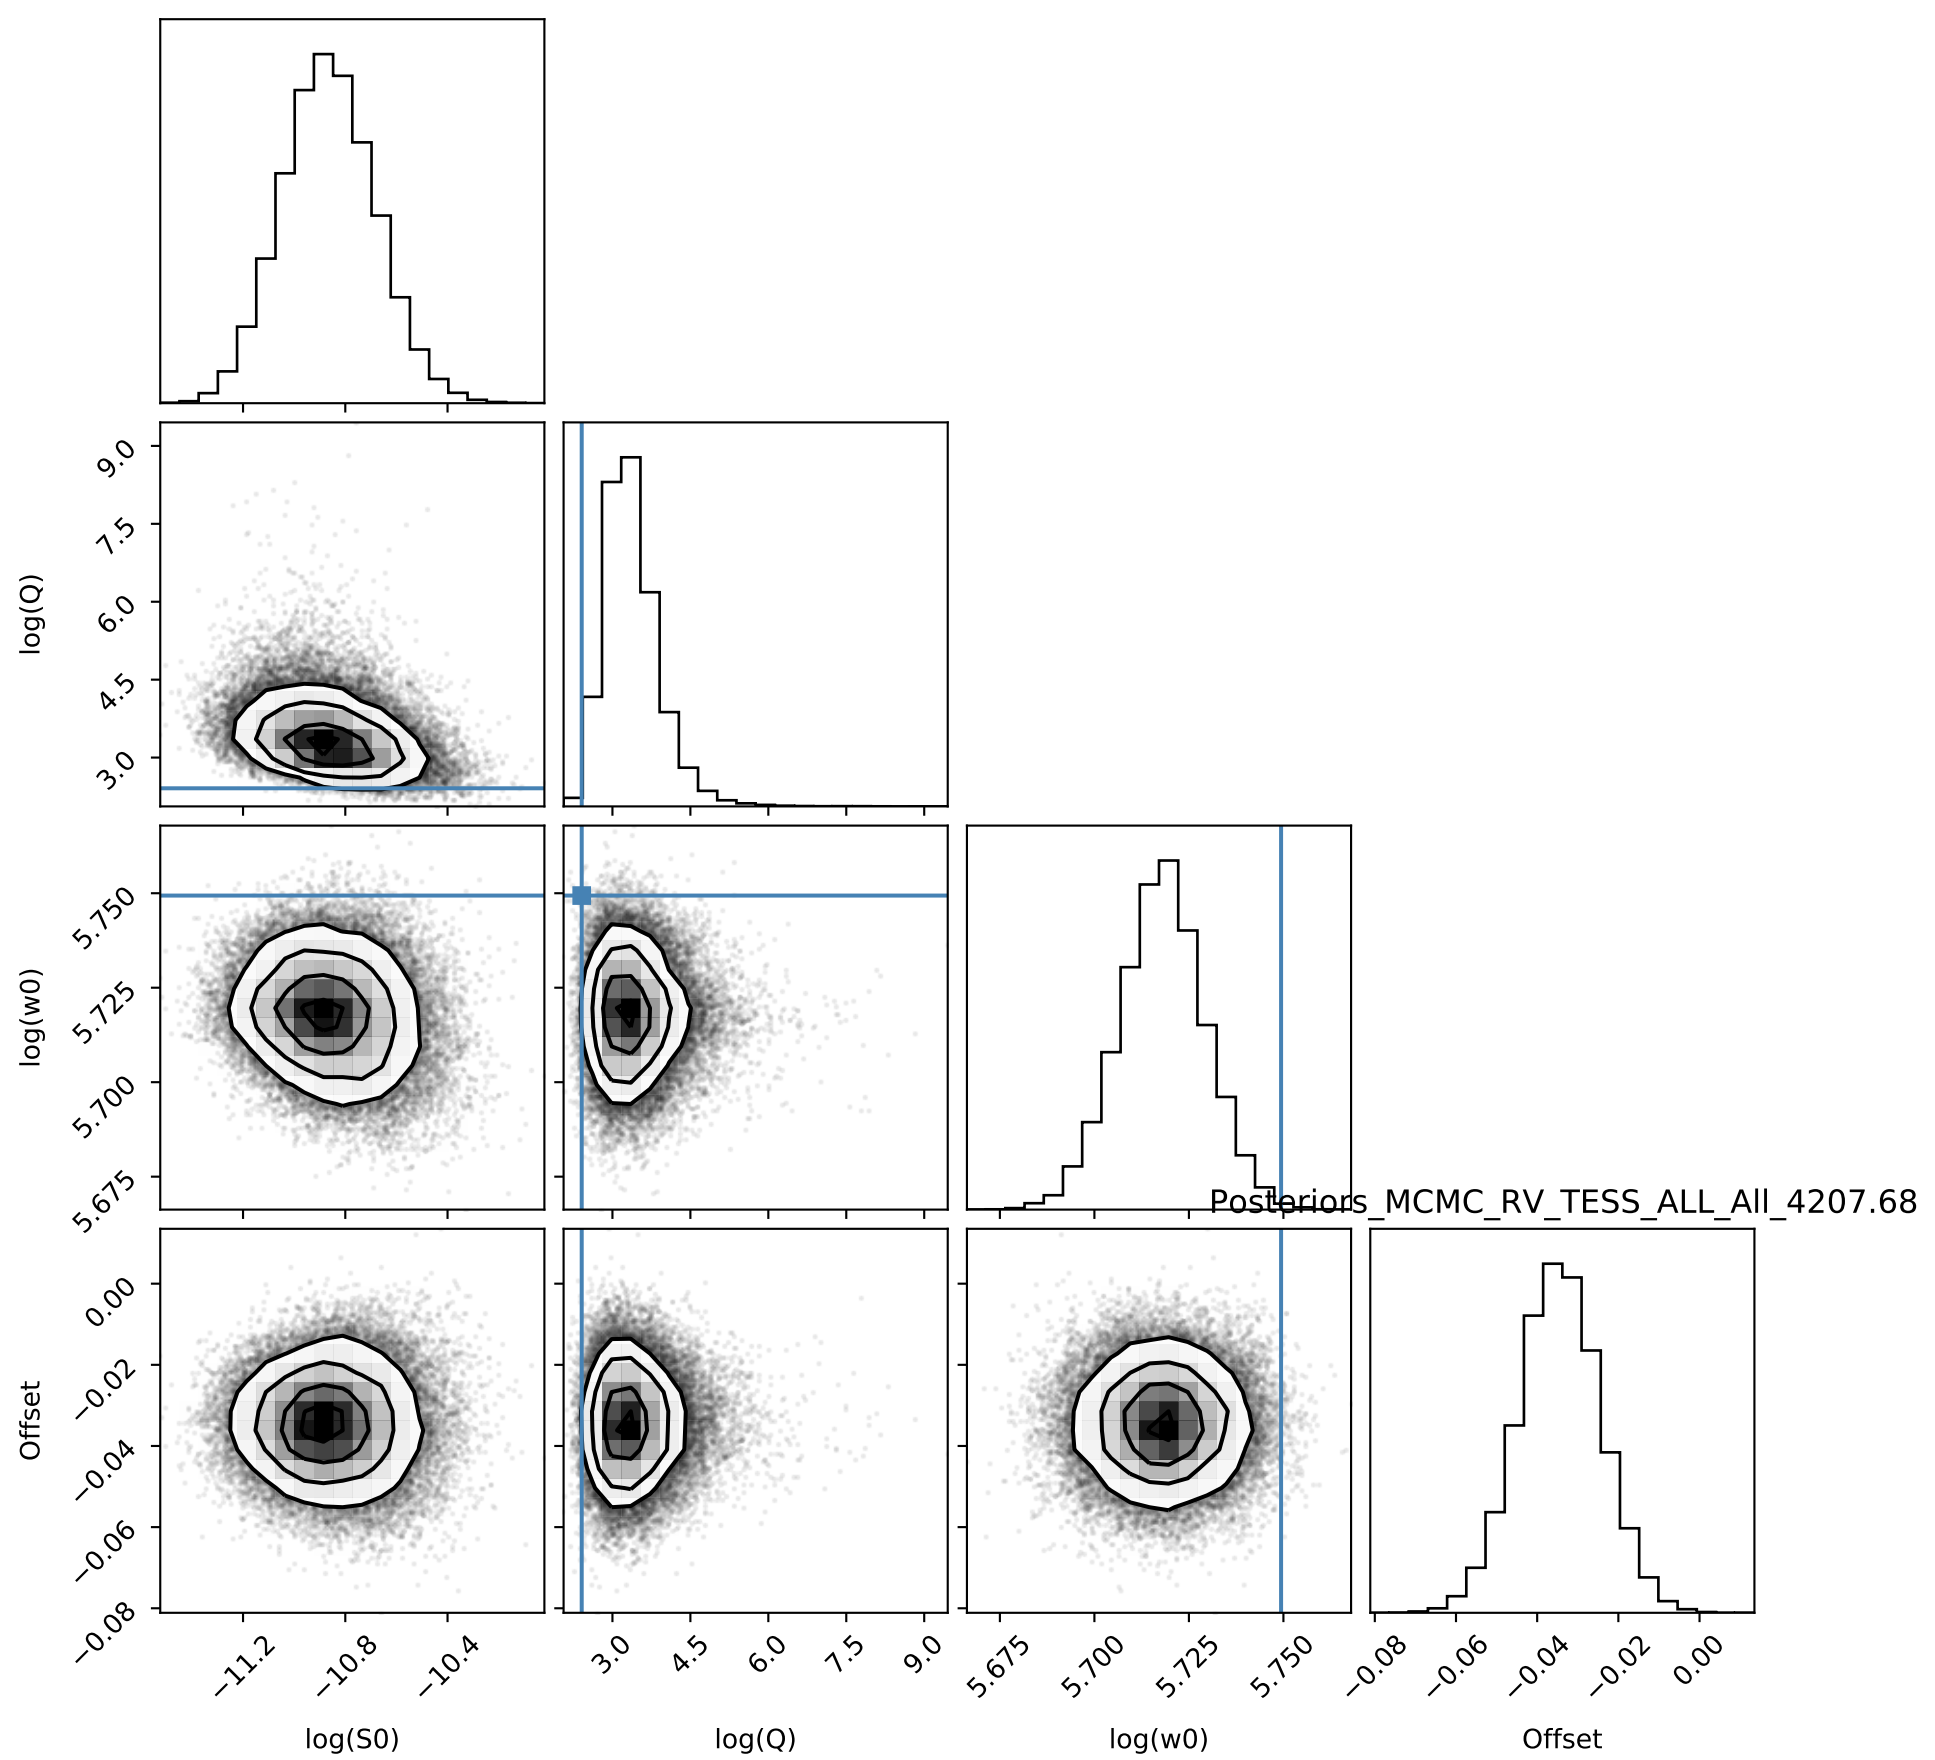 log(Q)
9.0
7.5
6.0
4.5
3.0
log(w0)
5.750
5.725
5.700
5.675
Posteriors_MCMC_RV_TESS_ALL_All_4207.68
Offset
0.00
−0.02
−0.04
−0.06
−0.08
−11.2 −10.8 −10.4
3.0 4.5 6.0 7.5 9.0
5.675 5.700 5.725 5.750
−0.08 −0.06 −0.04 −0.02 0.00
log(S0) log(Q) log(w0) Offset